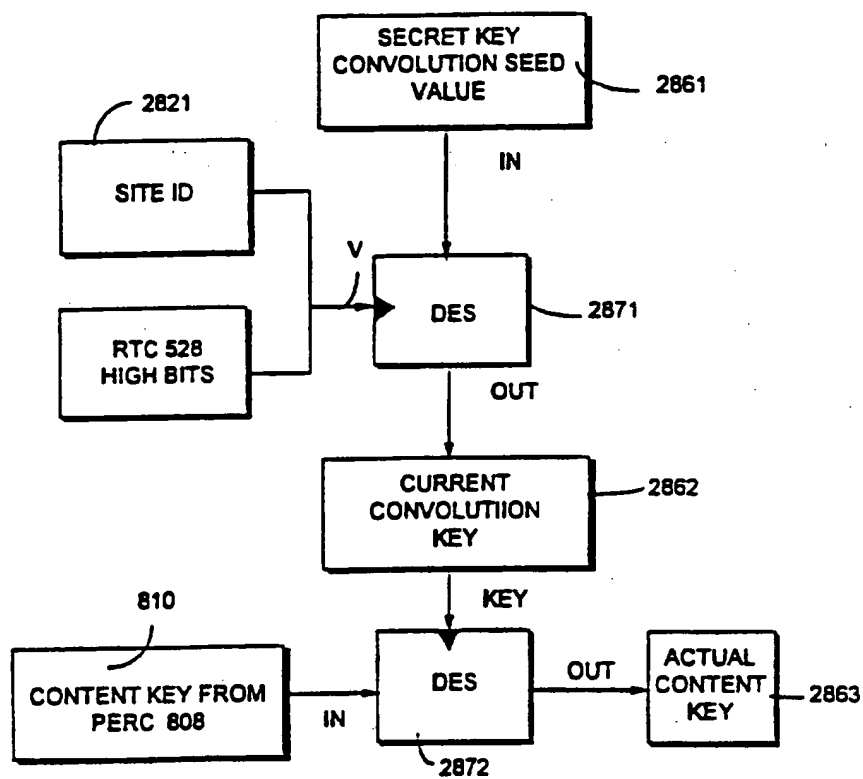 SECRET KEY
CONVOLUTION SEED
VALUE
2861
2821
IN
SITE ID
V
DES
2871
RTC 528
HIGH BITS
OUT
CURRENT
CONVOLUTIION
KEY
2862
KEY
810
CONTENT KEY FROM
PERC 808
IN
DES
OUT
ACTUAL
CONTENT
KEY
2863
2872